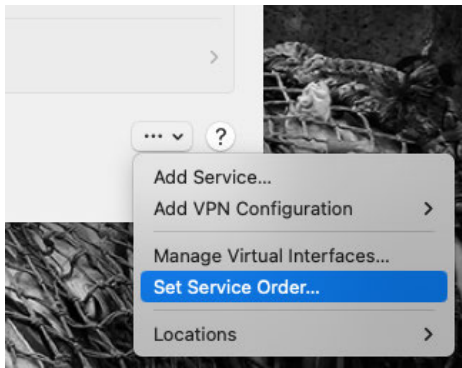 ?
Add Service...
Add VPN Configuration
Manage Virtual Interfaces...
Set Service Order...
Locations